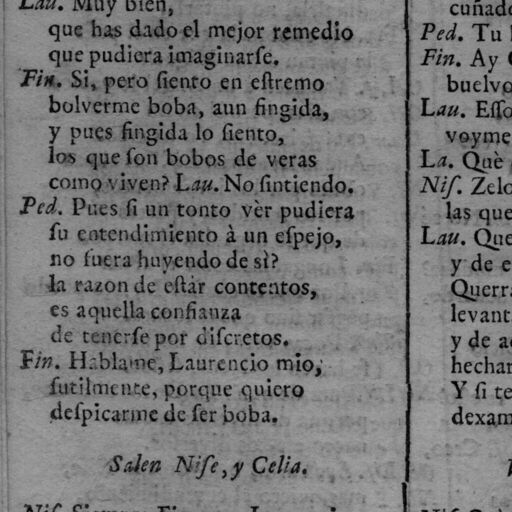 Lau. Muy bien,
que has dado el mejor remedio
que pudiera imaginarſe.
Fin. Si, pero ſiento en eſtremo
bolverme boba, aun fingida,
y pues fingida lo ſiento,
los que ſon bobos de veras
como viven? Lau. No ſintiendo.
Ped. Pues ſi un tonto vèr pudiera
ſu entendimiento à un eſpejo,
no fuera huyendo de sì?
la razon de eſtàr contentos,
es aquella confianza
de tenerſe por diſcretos.
Fin. Hablame, Laurencio mio,
ſutilmente, porque quiero
deſpicarme de ſer boba.
Salen Niſe, y Celia.
cuñado
Ped. Tu
Fin. Ay
buelvo
Lau. Eſſo
voyme
La. Què
Niſ. Zelo
las que
Lau. Que
y de e
Querra
levant
y de a
hechar
Y ſi te
dexam